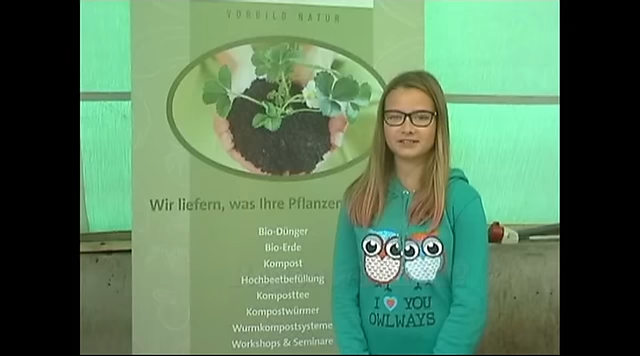 VORBILD NATUR
Wir liefern, was Ihre Pflanzen
Bio-Dünger
Bio-Erde
Kompost
Hochbeetbefüllung
Komposttee
Kompostwürmer
Wurmkompostsysteme
Workshops & Seminare
I YOU
OWLWAYS